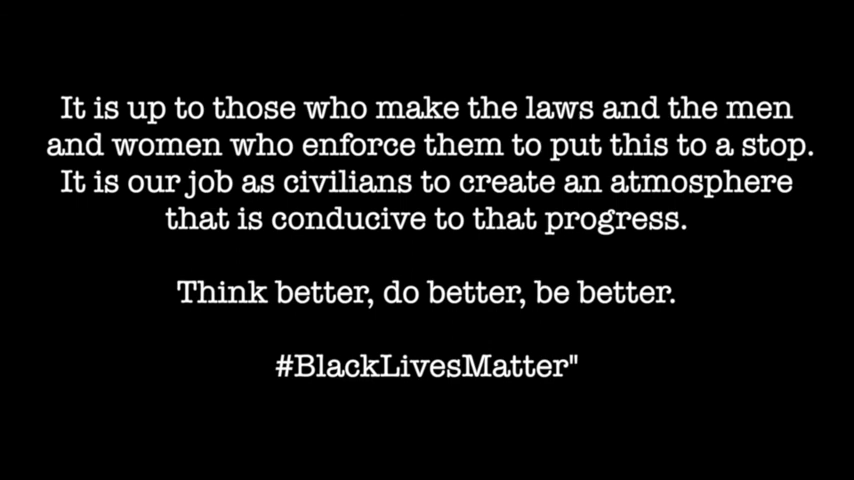 It is up to those who make the laws and the men
and women who enforce them to put this to a stop.
It is our job as civilians to create an atmosphere
that is conducive to that progress.
Think better, do better, be better.
#BlackLivesMatter"